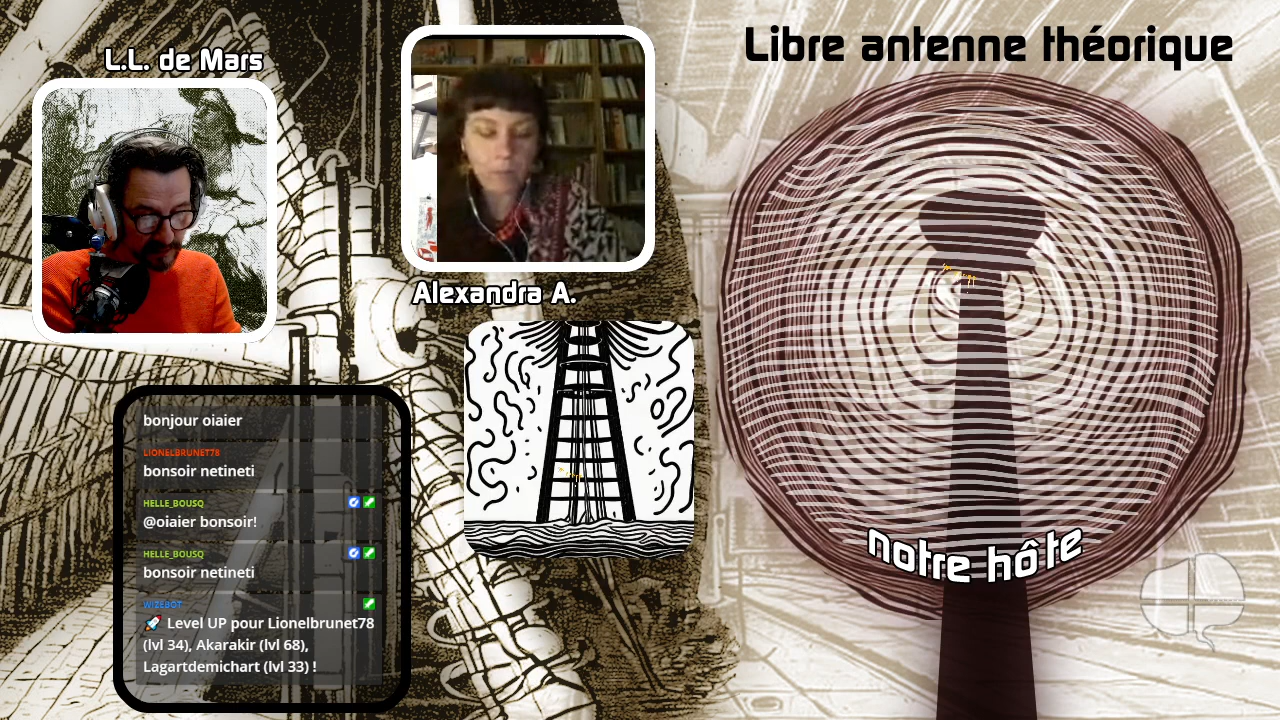 L.L. de Mars
Libre antenne théorique
Alexandra A.
bonjour oiaier
LIONELBRUNET78
bonsoir netineti
HELLE_BOUSQ
@oiaier bonsoir!
HELLE_BOUSQ
bonsoir netineti
WIZEBOT
🚀 Level UP pour Lionelbrunet78
(lvl 34), Akarakir (lvl 68),
Lagartdemichart (lvl 33) !
notre hôte